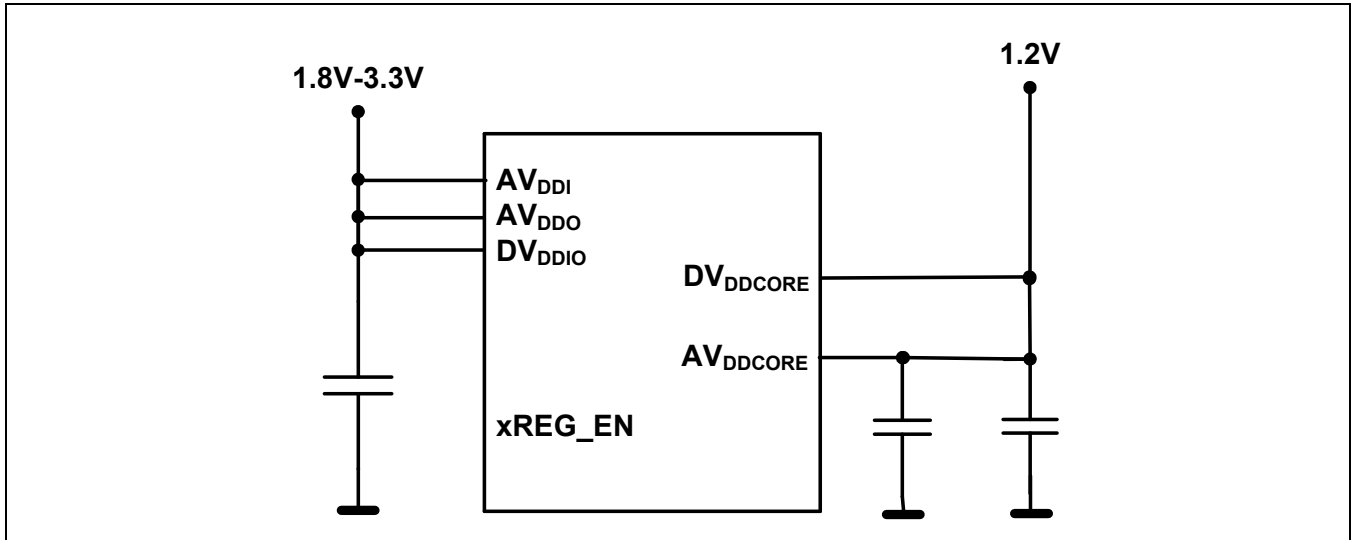 1.8V-3.3V
1.2V
AVDDI
AVDDO
DVDDIO
DVDDCORE
AVDDCORE
xREG_EN